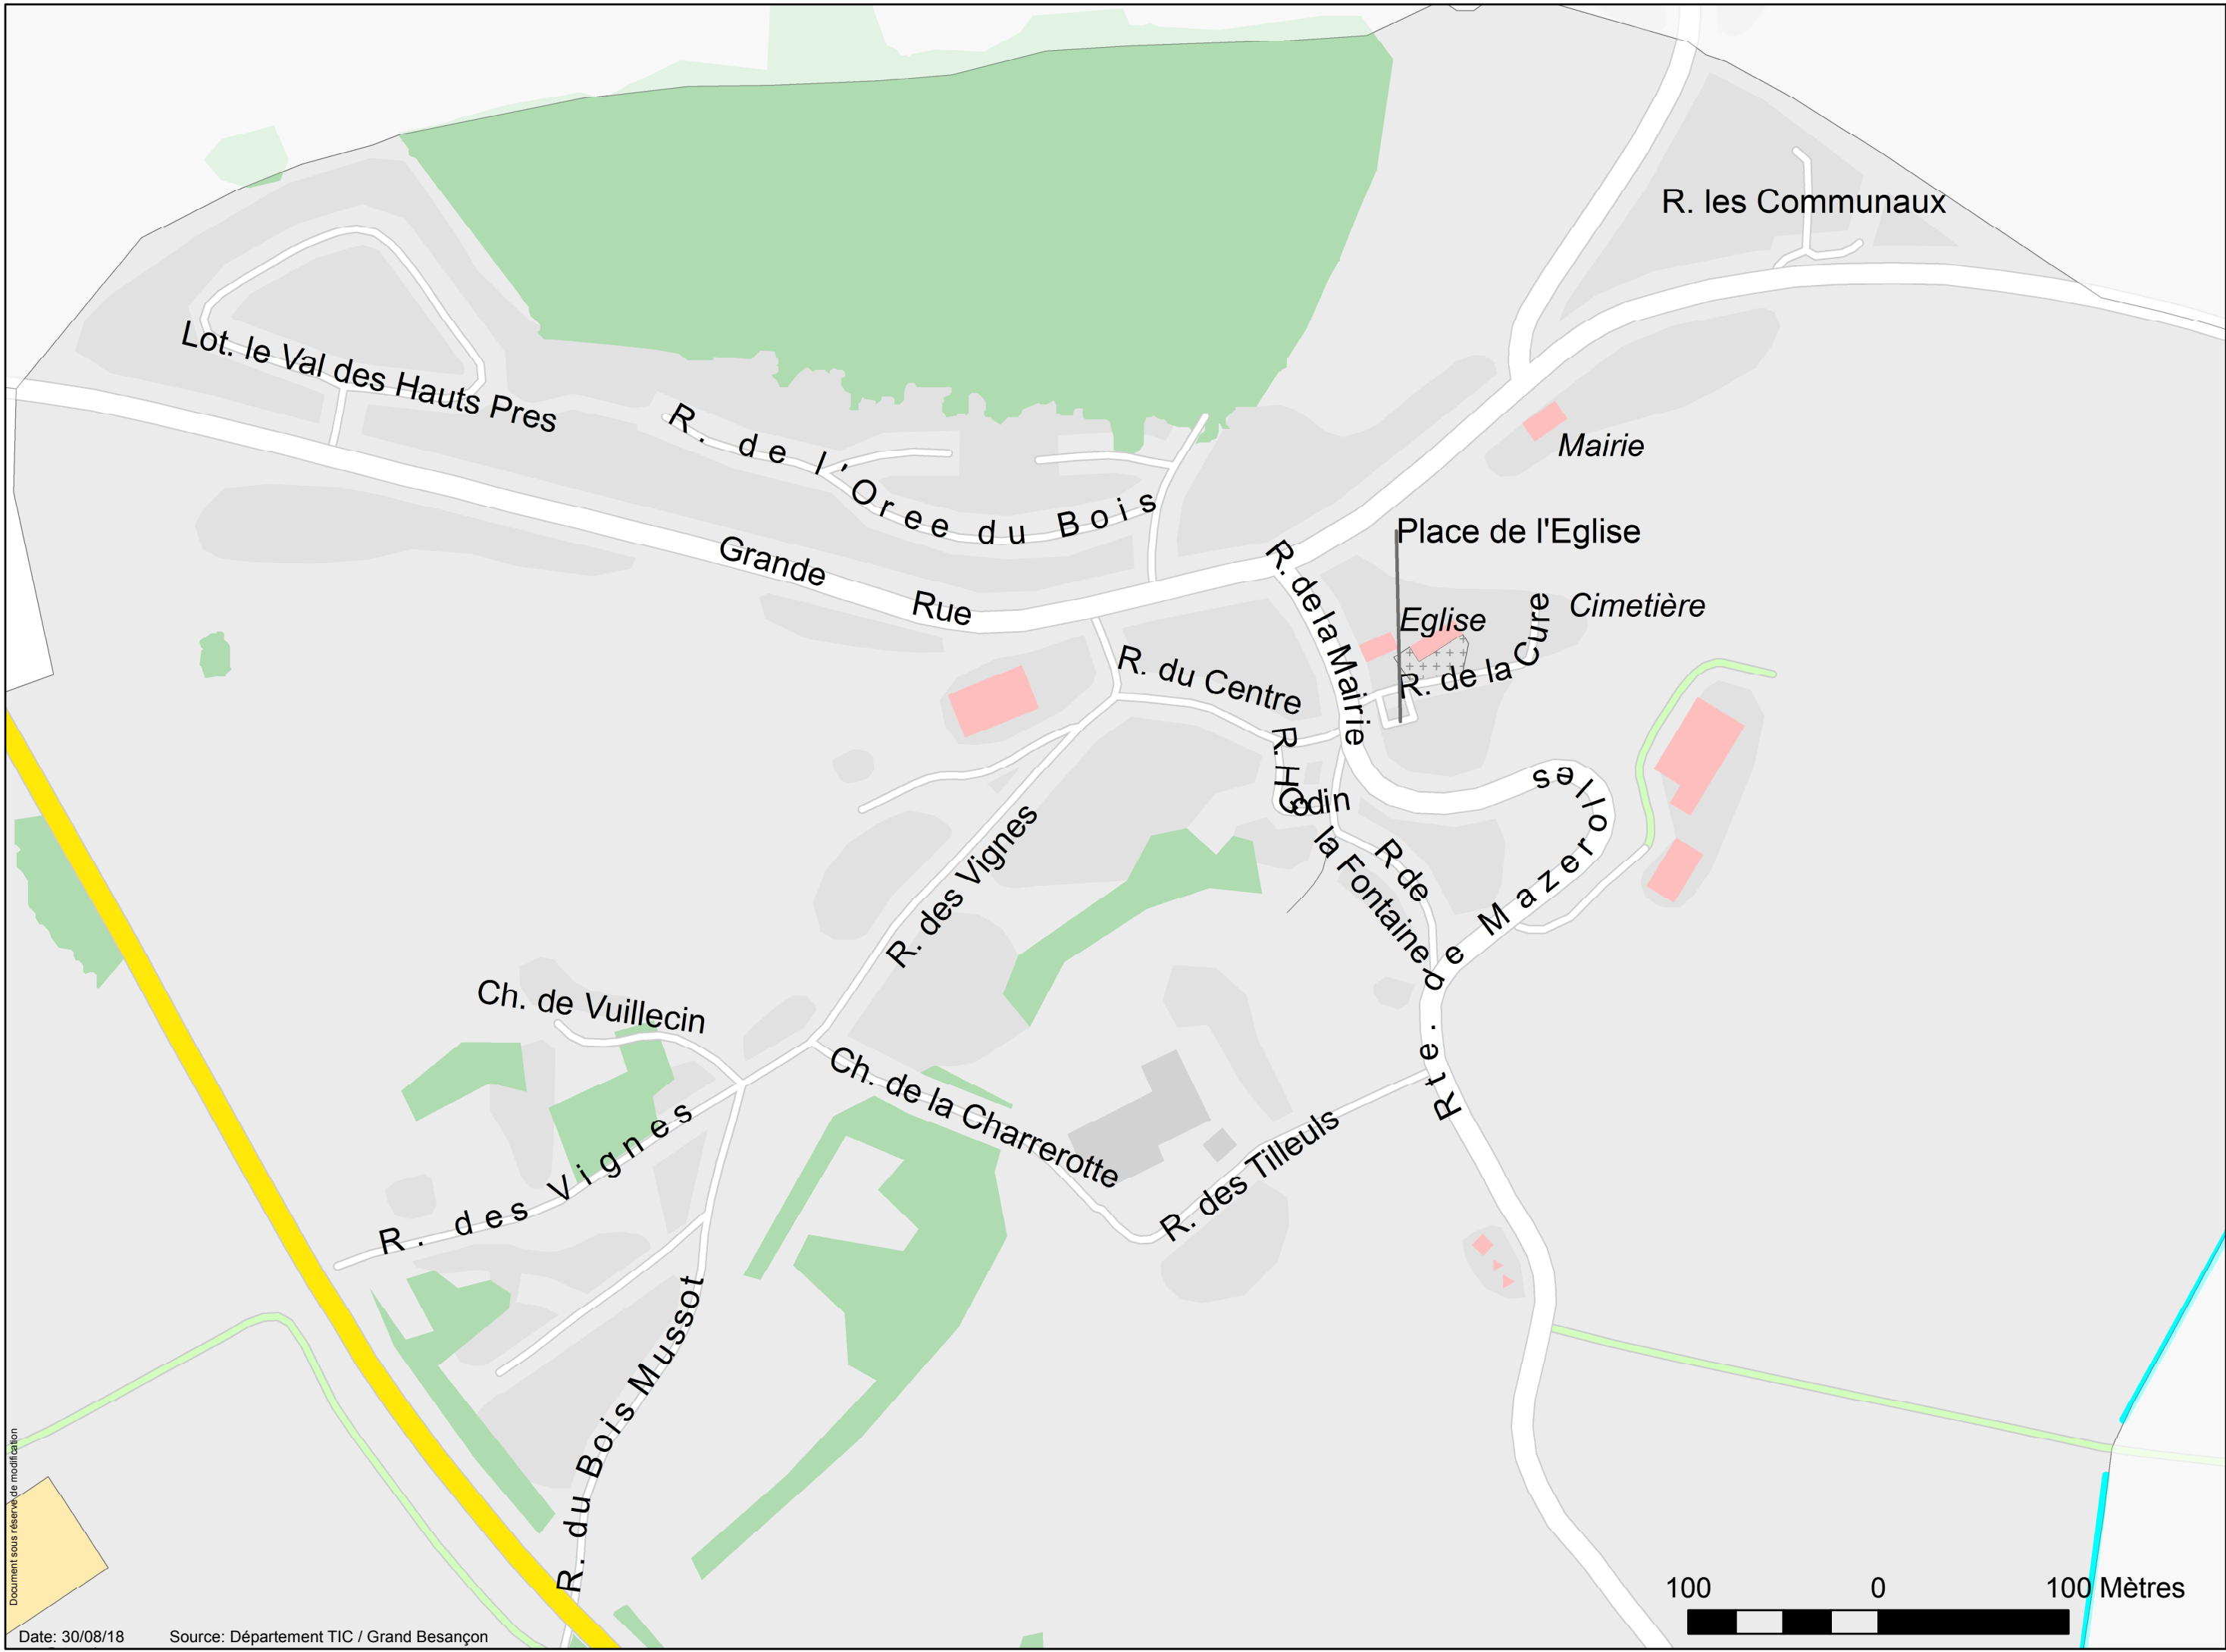 R. les Communaux
Lot. le Val des Hauts Pres
R. de l'Oree du Bois
Mairie
Place de l'Eglise
Grande Rue
R. de la Mairie
Eglise
Cimetière
R. de la Cure
R. du Centre
R. HC
rdin
Rte. de Mazerolles
R. des Vignes
R de
la Fontaine
Ch. de Vuillecin
Ch. de la Charrerotte
R. des Vignes
R. des Tilleuls
R. du Bois Mussot
Document sous réserve de modification
100 0 100 Mètres
Date: 30/08/18 Source: Département TIC / Grand Besançon